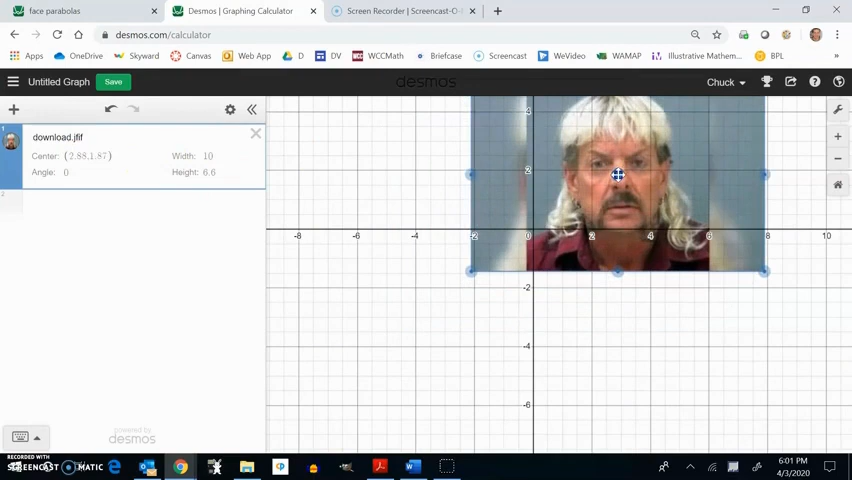 face parabolas
Desmos | Graphing Calculator
Screen Recorder | Screencast-O-
desmos.com/calculator
Apps
OneDrive
Skyward
Canvas
Web App
D
DV
WCCMath
Briefcase
Screencast
WeVideo
WAMAP
Illustrative Mathem...
BPL
Untitled Graph
Save
desmos
Chuck
1
download.jfif
Center: (2.88,1.87)
Width: 10
Angle: 0
Height: 6.6
2
4
2
-8
-6
-4
-2
0
2
4
6
8
10
-2
-4
-6
powered by
desmos
RECORDED WITH
SCREENCAST MATIC
6:01 PM
4/3/2020